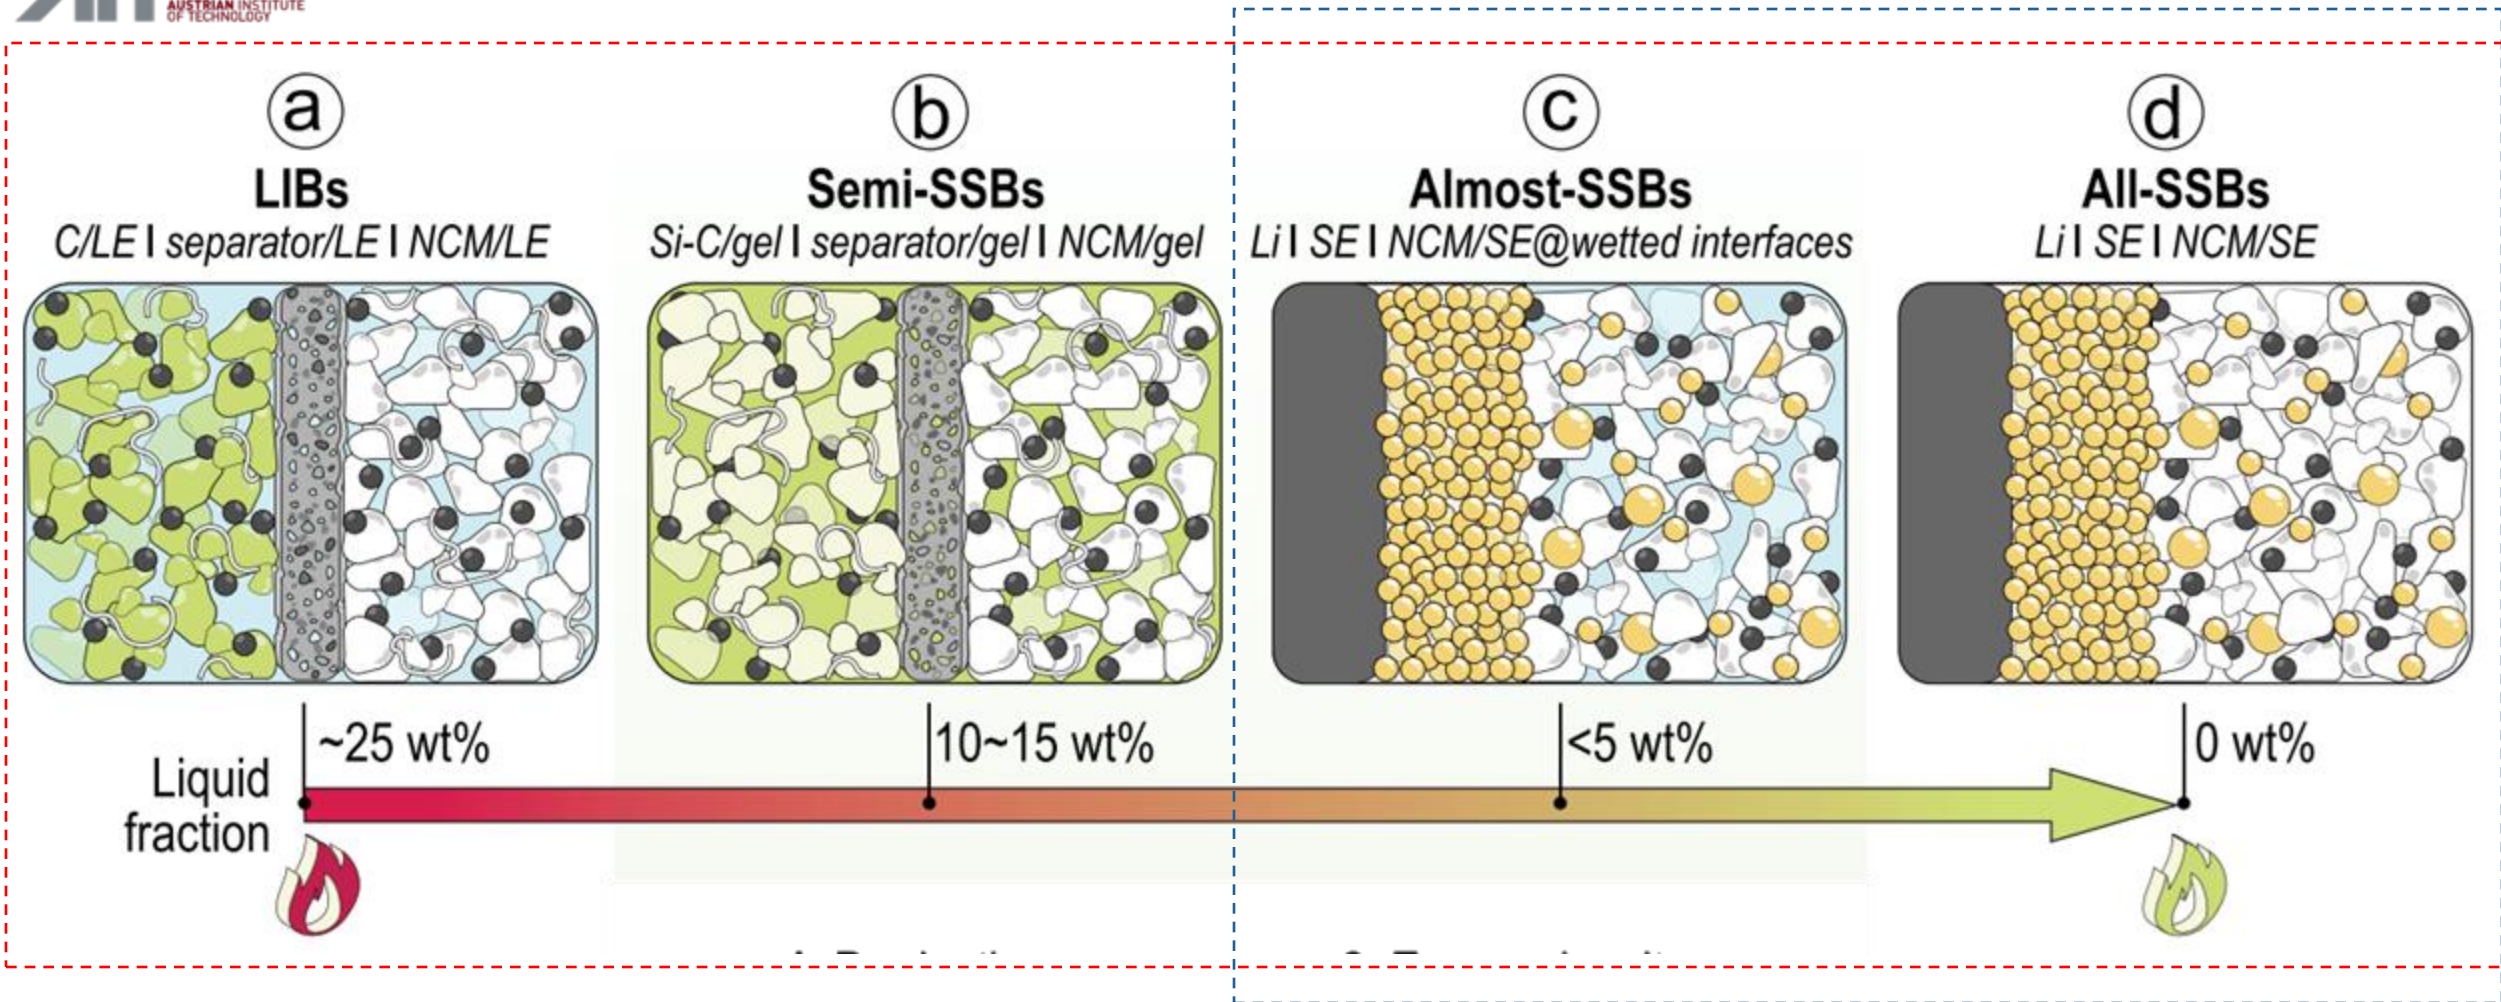 AUSTRIAN INSTITUTE
OF TECHNOLOGY
a
LIBs
C/LE | separator/LE | NCM/LE
b
Semi-SSBs
Si-C/gel | separator/gel | NCM/gel
c
Almost-SSBs
Li | SE | NCM/SE@wetted interfaces
d
All-SSBs
Li | SE | NCM/SE
Liquid
fraction
~25 wt%
10~15 wt%
<5 wt%
0 wt%